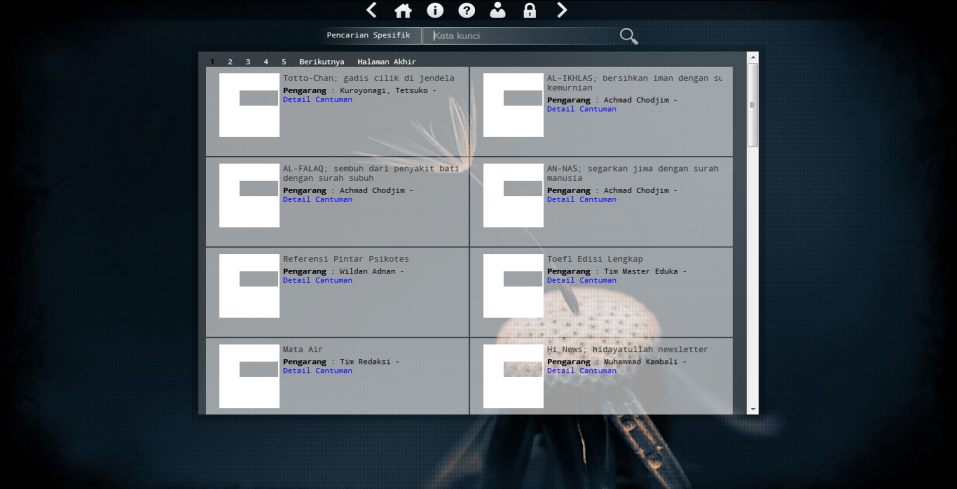 Pencarian Spesifik Kata kunci
1 2 3 4 5 Berikutnya Halaman Akhir
Totto-Chan; gadis cilik di jendela
Pengarang : Kuroyonagi, Tetsuko -
Detail Cantuman
AL-IKHLAS; bersihkan iman dengan su
kemurnian
Pengarang : Achmad Chodjim -
Detail Cantuman
AL-FALAQ; sembuh dari penyakit bati
dengan surah subuh
Pengarang : Achmad Chodjim -
Detail Cantuman
AN-NAS; segarkan jiwa dengan surah
manusia
Pengarang : Achmad Chodjim -
Detail Cantuman
Referensi Pintar Psikotes
Pengarang : Wildan Adnan -
Detail Cantuman
Toefl Edisi Lengkap
Pengarang : Tim Master Eduka -
Detail Cantuman
Mata Air
Pengarang : Tim Redaksi -
Detail Cantuman
Hi News; hidayatullah newsletter
Pengarang : Muhammad Kambali -
Detail Cantuman